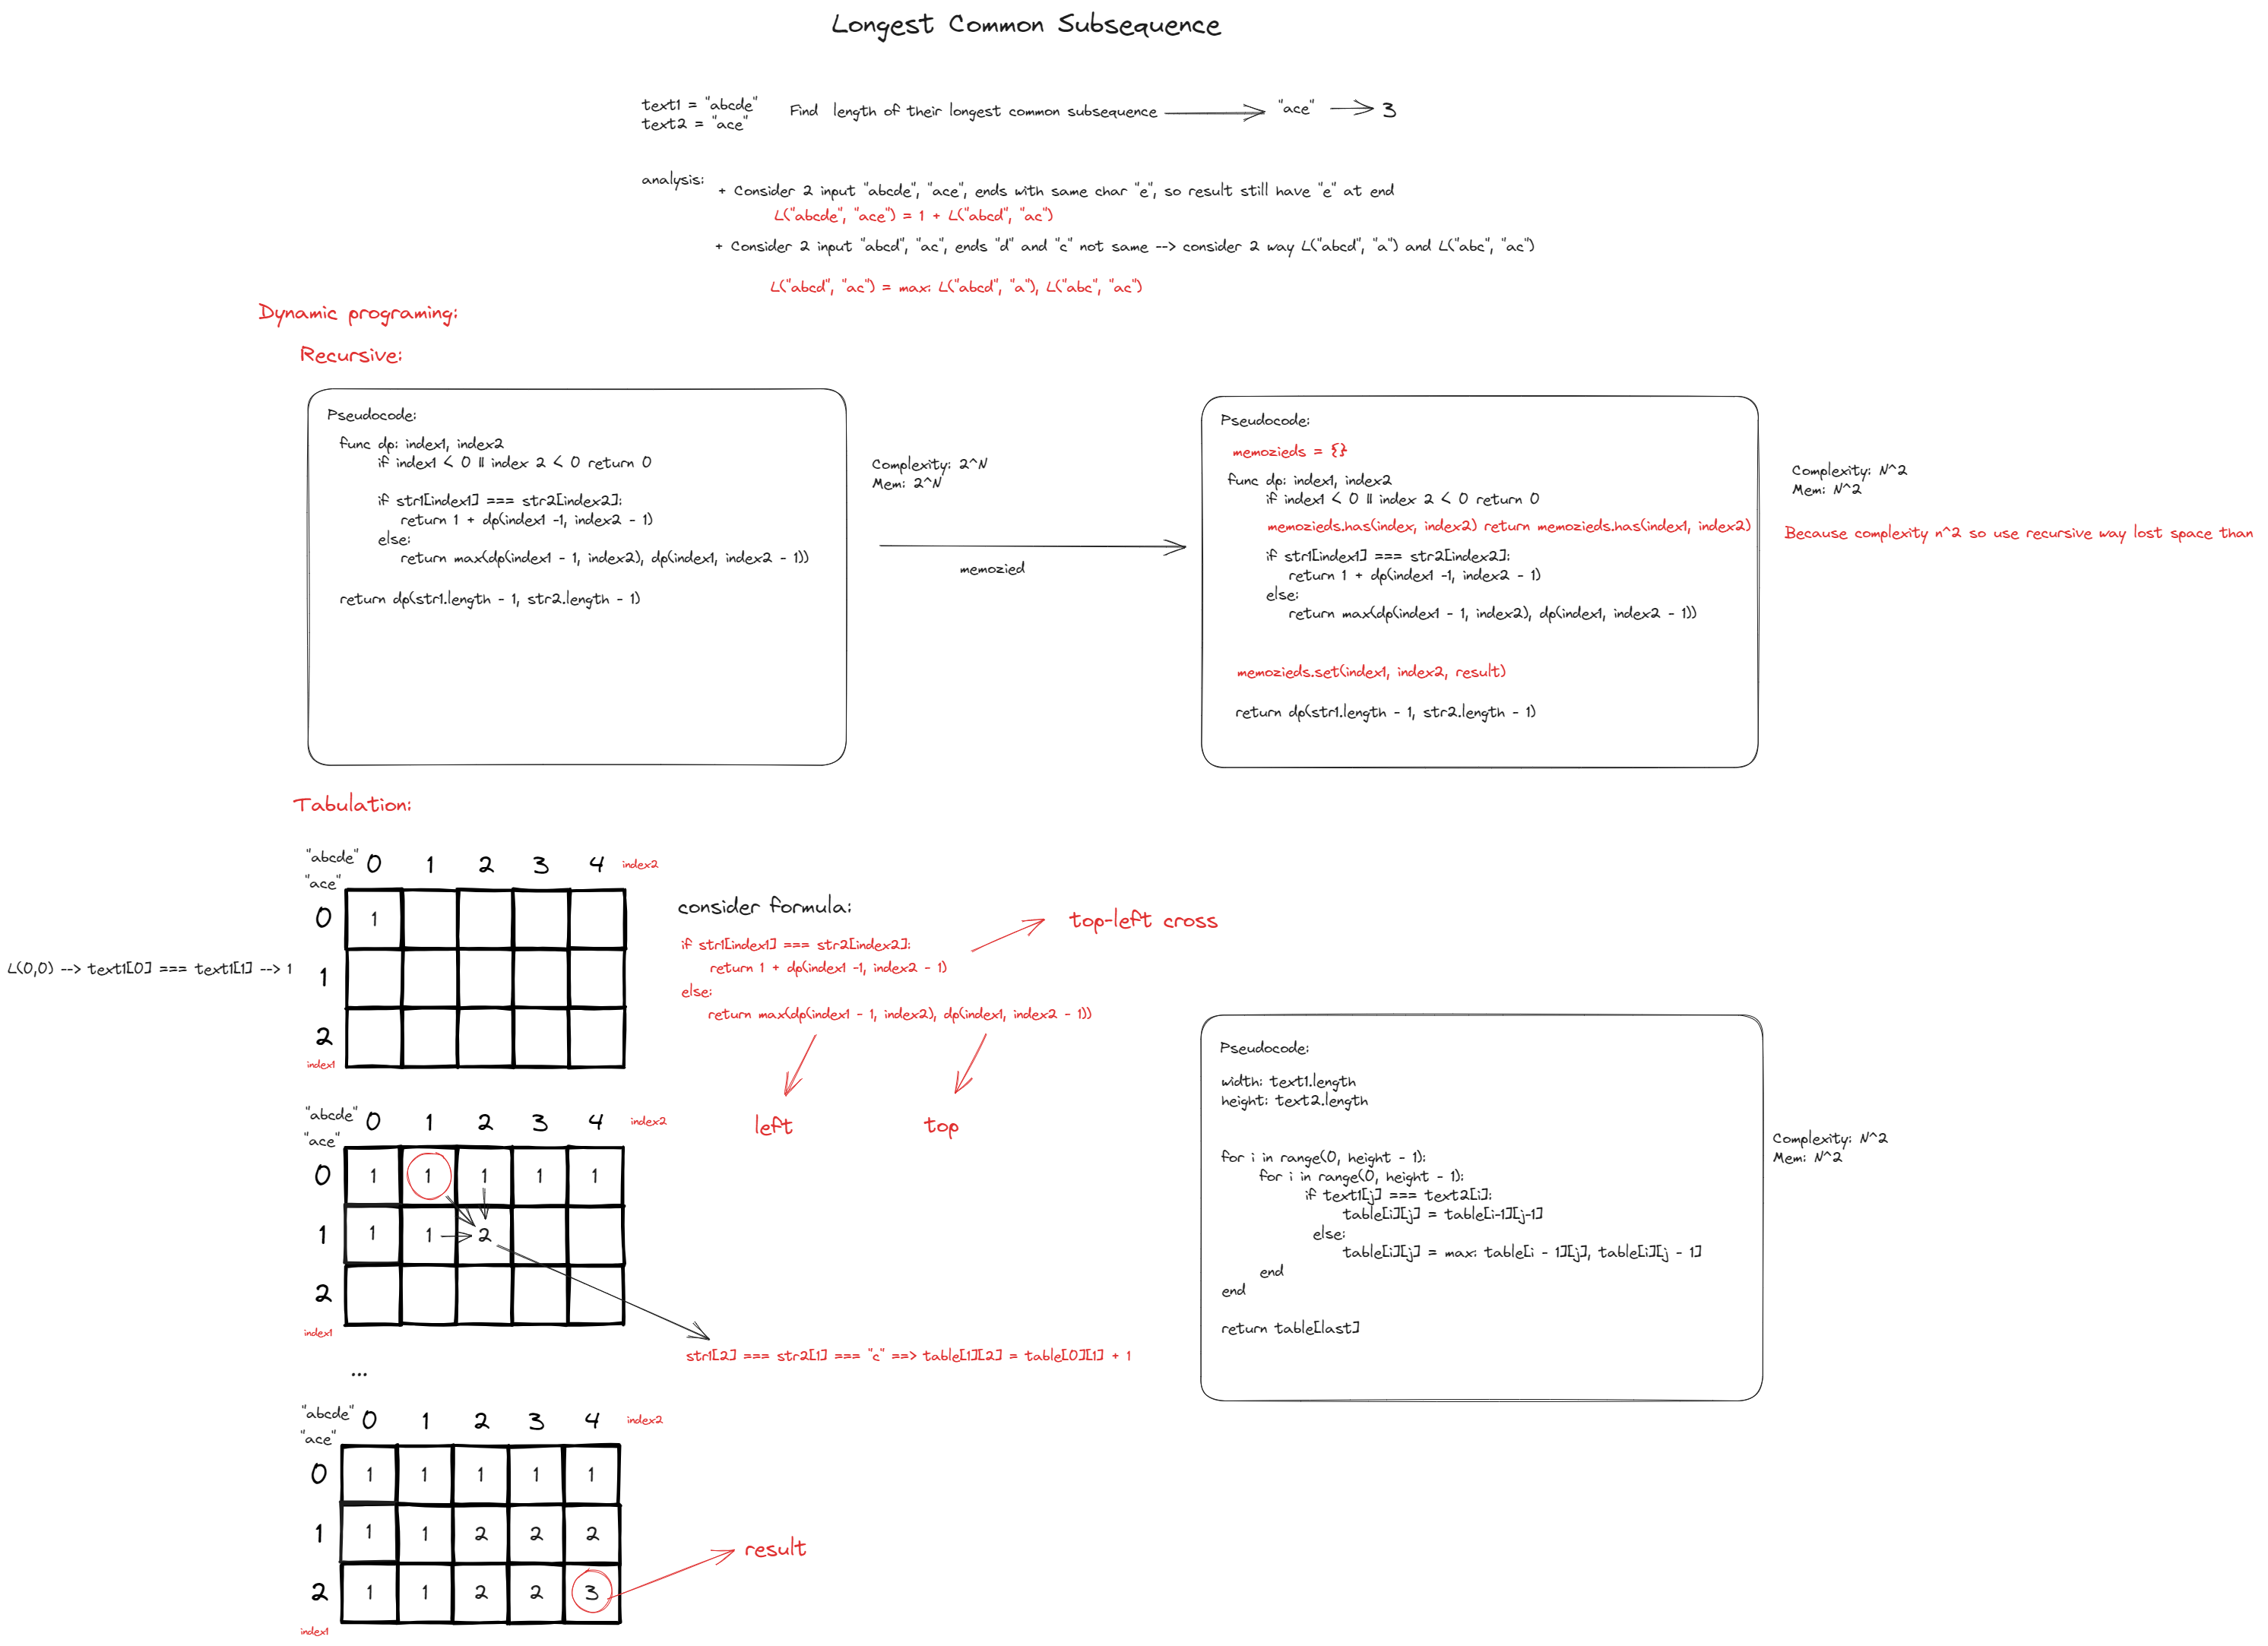 Longest Common Subsequence
text1 = "abcde"
text2 = "ace"
Find length of their longest common subsequence
"ace"
3
analysis:
+ Consider 2 input "abcde", "ace", ends with same char "e", so result still have "e" at end
L("abcde", "ace") = 1 + L("abcd", "ac")
+ Consider 2 input "abcd", "ac", ends "d" and "c" not same --> consider 2 way L("abcd", "a") and L("abc", "ac")
L("abcd", "ac") = max: L("abcd", "a"), L("abc", "ac")
Dynamic programing:
Recursive:
Pseudocode:
func dp: index1, index2
if index1 < 0 || index 2 < 0 return 0
if str1[index1] === str2[index2]:
return 1 + dp(index1 -1, index2 - 1)
else:
return max(dp(index1 - 1, index2), dp(index1, index2 - 1))
return dp(str1.length - 1, str2.length - 1)
Complexity: 2^N
Mem: 2^N
memozied
Pseudocode:
memozieds = {}
func dp: index1, index2
if index1 < 0 || index 2 < 0 return 0
memozieds.has(index, index2) return memozieds.has(index1, index2)
if str1[index1] === str2[index2]:
return 1 + dp(index1 -1, index2 - 1)
else:
return max(dp(index1 - 1, index2), dp(index1, index2 - 1))
memozieds.set(index1, index2, result)
return dp(str1.length - 1, str2.length - 1)
Complexity: N^2
Mem: N^2
Because complexity n^2 so use recursive way lost space than
Tabulation:
"abcde" 0 1 2 3 4 index2
"ace"
0 1
1
2
index1
L(0,0) --> text1[0] === text1[1] --> 1
consider formula:
if str1[index1] === str2[index2]:
return 1 + dp(index1 -1, index2 - 1)
else:
return max(dp(index1 - 1, index2), dp(index1, index2 - 1))
top-left cross
left
top
"abcde" 0 1 2 3 4 index2
"ace"
0 1 1 1 1 1
1 1 1 2
2
index1
str1[2] === str2[1] === "c" ==> table[1][2] = table[0][1] + 1
...
Pseudocode:
width: text1.length
height: text2.length
for i in range(0, height - 1):
for i in range(0, height - 1):
if text1[j] === text2[i]:
table[i][j] = table[i-1][j-1]
else:
table[i][j] = max: table[i - 1][j], table[i][j - 1]
end
end
return table[last]
Complexity: N^2
Mem: N^2
"abcde" 0 1 2 3 4 index2
"ace"
0 1 1 1 1 1
1 1 1 2 2 2
2 1 1 2 2 3
index1
result